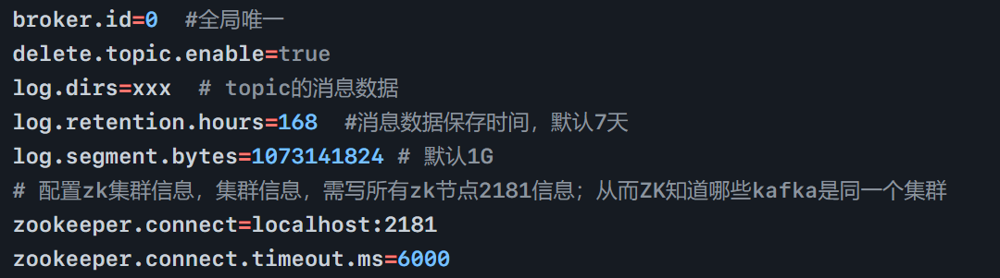 broker.id=0  #全局唯一
delete.topic.enable=true
log.dirs=xxx  # topic的消息数据
log.retention.hours=168  #消息数据保存时间，默认7天
log.segment.bytes=1073141824 # 默认1G
# 配置zk集群信息，集群信息，需写所有zk节点2181信息；从而ZK知道哪些kafka是同一个集群
zookeeper.connect=localhost:2181
zookeeper.connect.timeout.ms=6000